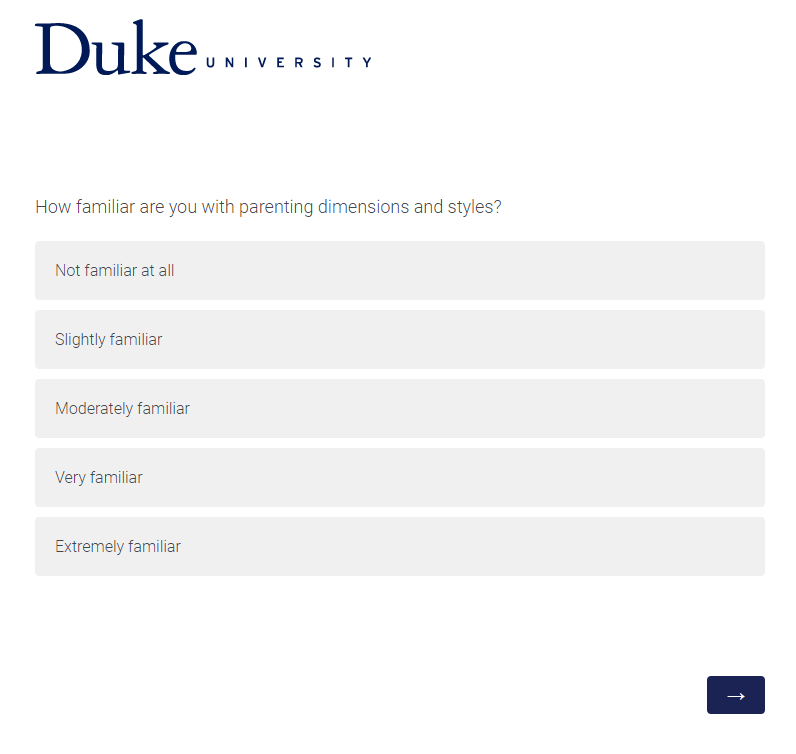 Duke UNIVERSITY
How familiar are you with parenting dimensions and styles?
Not familiar at all
Slightly familiar
Moderately familiar
Very familiar
Extremely familiar
→